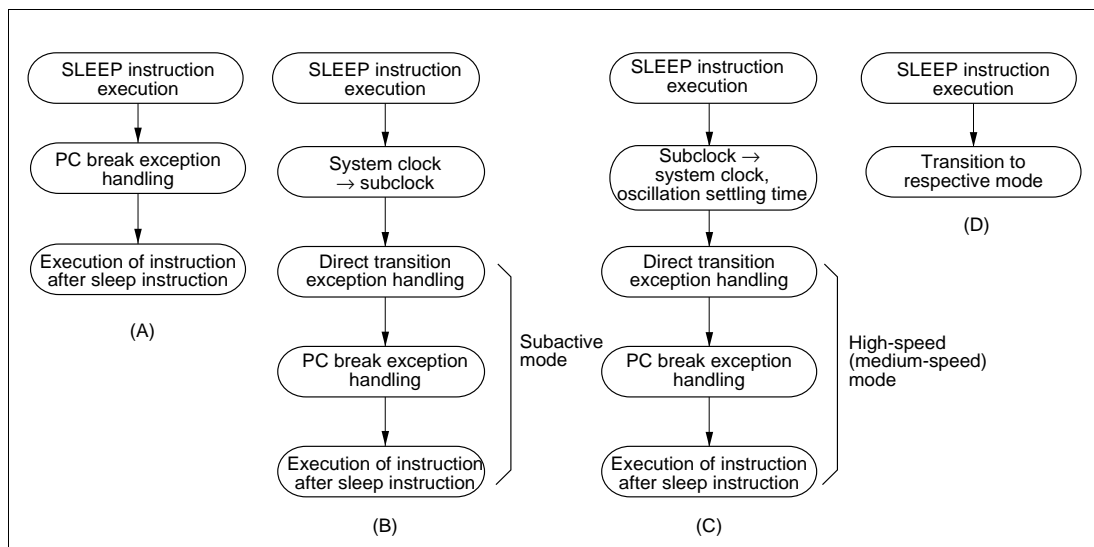 SLEEP instruction
execution
PC break exception
handling
Execution of instruction
after sleep instruction
(A)
SLEEP instruction
execution
System clock
→ subclock
Direct transition
exception handling
PC break exception
handling
Execution of instruction
after sleep instruction
Subactive
mode
(B)
SLEEP instruction
execution
Subclock →
system clock,
oscillation settling time
Direct transition
exception handling
PC break exception
handling
Execution of instruction
after sleep instruction
High-speed
(medium-speed)
mode
(C)
SLEEP instruction
execution
Transition to
respective mode
(D)